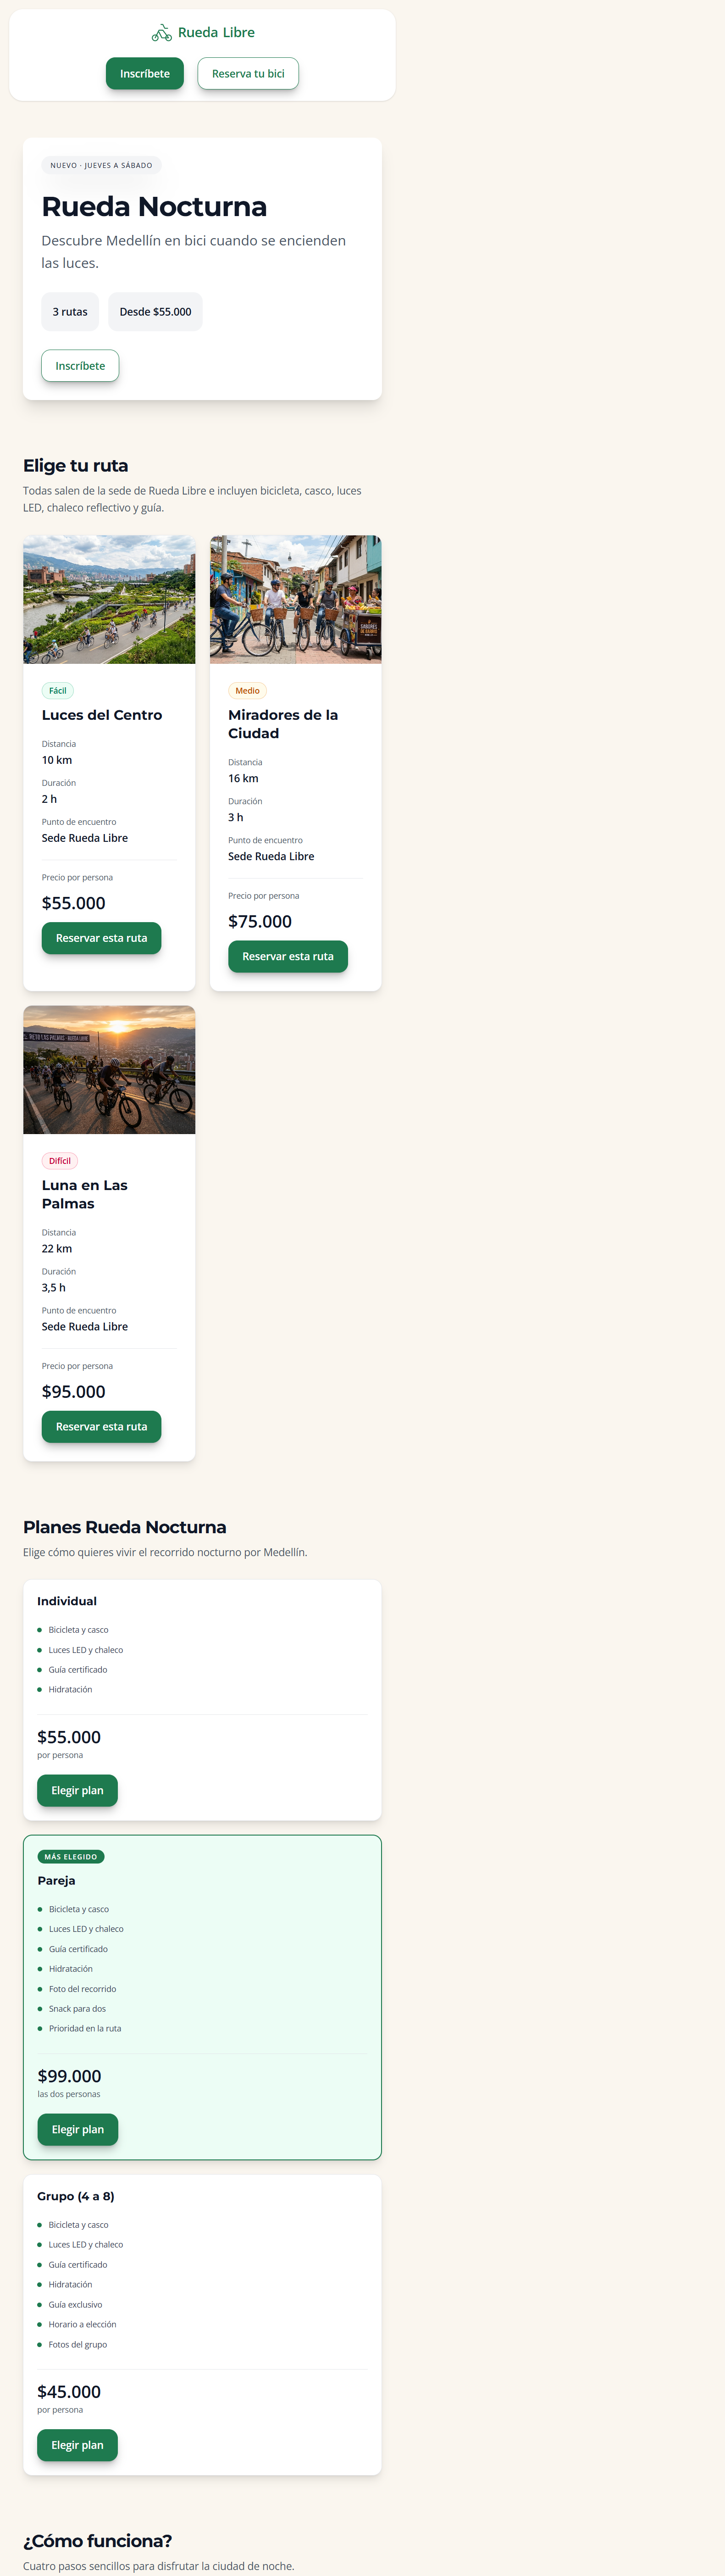 Rueda Libre
Inscríbete
Reserva tu bici
NUEVO · JUEVES A SÁBADO
Rueda Nocturna
Descubre Medellín en bici cuando se encienden
las luces.
3 rutas
Desde $55.000
Inscríbete
Elige tu ruta
Todas salen de la sede de Rueda Libre e incluyen bicicleta, casco, luces
LED, chaleco reflectivo y guía.
Fácil
Luces del Centro
Distancia
10 km
Duración
2 h
Punto de encuentro
Sede Rueda Libre
Precio por persona
$55.000
Reservar esta ruta
Medio
Miradores de la
Ciudad
Distancia
16 km
Duración
3 h
Punto de encuentro
Sede Rueda Libre
Precio por persona
$75.000
Reservar esta ruta
Difícil
Luna en Las
Palmas
Distancia
22 km
Duración
3,5 h
Punto de encuentro
Sede Rueda Libre
Precio por persona
$95.000
Reservar esta ruta
Planes Rueda Nocturna
Elige cómo quieres vivir el recorrido nocturno por Medellín.
Individual
Bicicleta y casco
Luces LED y chaleco
Guía certificado
Hidratación
$55.000
por persona
Elegir plan
MÁS ELEGIDO
Pareja
Bicicleta y casco
Luces LED y chaleco
Guía certificado
Hidratación
Foto del recorrido
Snack para dos
Prioridad en la ruta
$99.000
las dos personas
Elegir plan
Grupo (4 a 8)
Bicicleta y casco
Luces LED y chaleco
Guía certificado
Hidratación
Guía exclusivo
Horario a elección
Fotos del grupo
$45.000
por persona
Elegir plan
¿Cómo funciona?
Cuatro pasos sencillos para disfrutar la ciudad de noche.